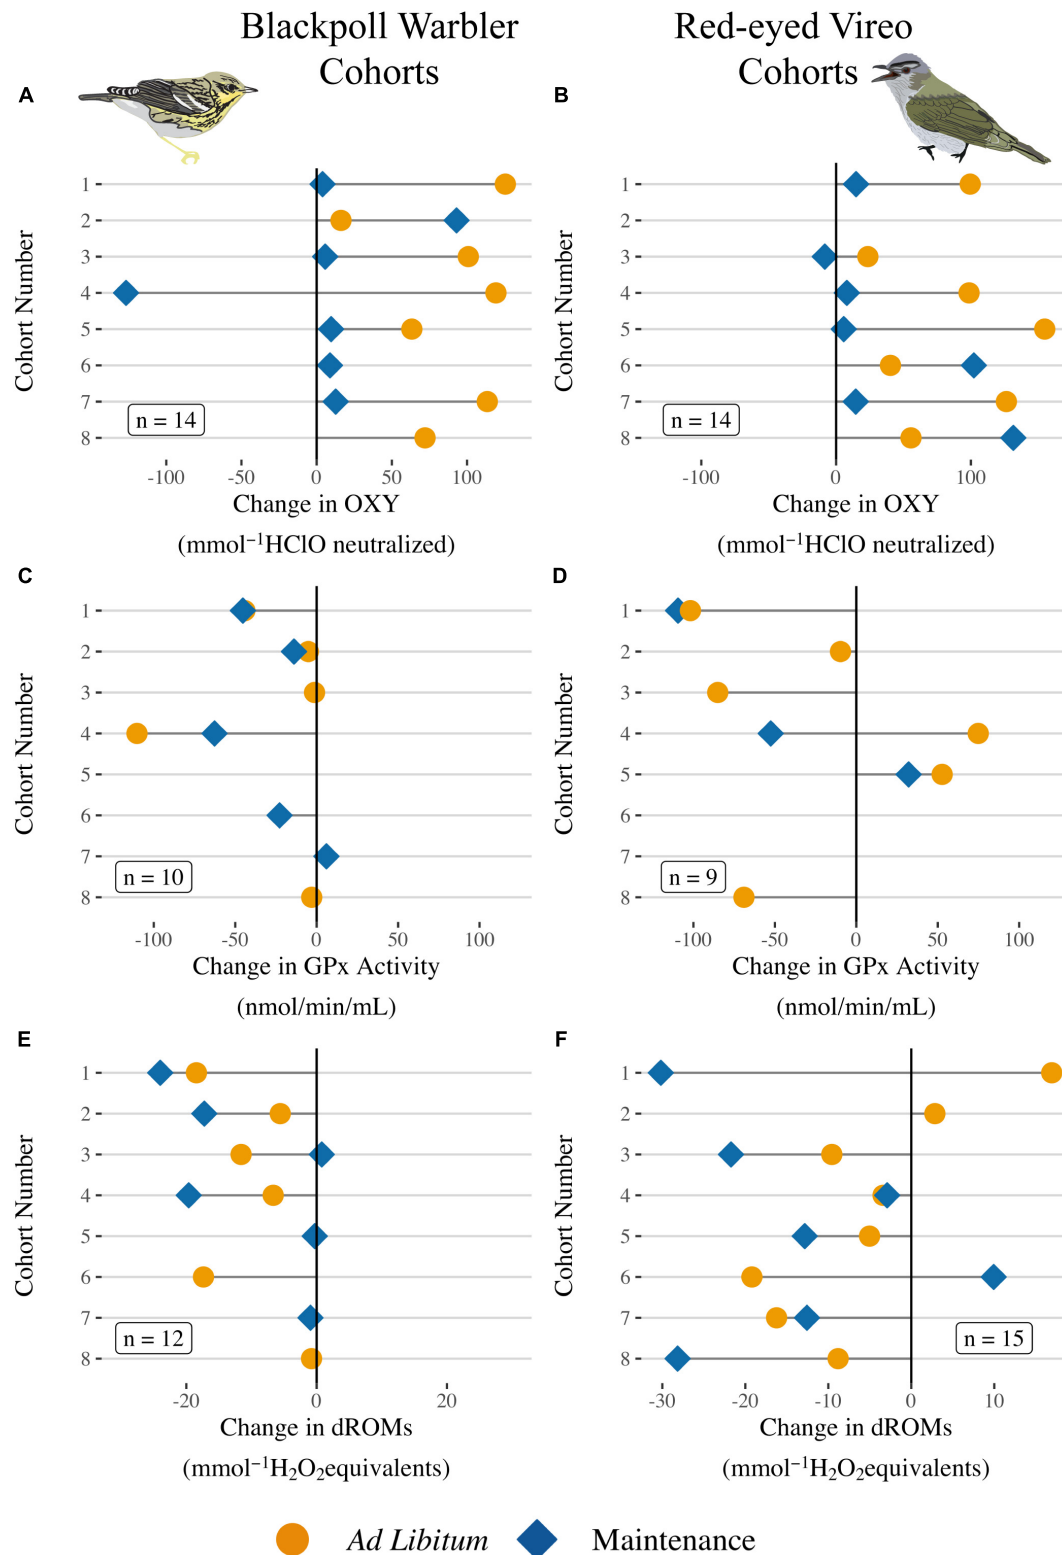 Blackpoll Warbler
Cohorts
Red-eyed Vireo
Cohorts
A
Cohort Number
1
2
3
4
5
6
7
8
n = 14
-100 -50 0 50 100
Change in OXY
(mmol⁻¹HClO neutralized)
B
Cohort Number
1
2
3
4
5
6
7
8
n = 14
-100 0 100
Change in OXY
(mmol⁻¹HClO neutralized)
C
Cohort Number
1
2
3
4
5
6
7
8
n = 10
-100 -50 0 50 100
Change in GPx Activity
(nmol/min/mL)
D
Cohort Number
1
2
3
4
5
6
7
8
n = 9
-100 -50 0 50 100
Change in GPx Activity
(nmol/min/mL)
E
Cohort Number
1
2
3
4
5
6
7
8
n = 12
-20 0 20
Change in dROMs
(mmol⁻¹H₂O₂equivalents)
F
Cohort Number
1
2
3
4
5
6
7
8
n = 15
-30 -20 -10 0 10
Change in dROMs
(mmol⁻¹H₂O₂equivalents)
Ad Libitum Maintenance